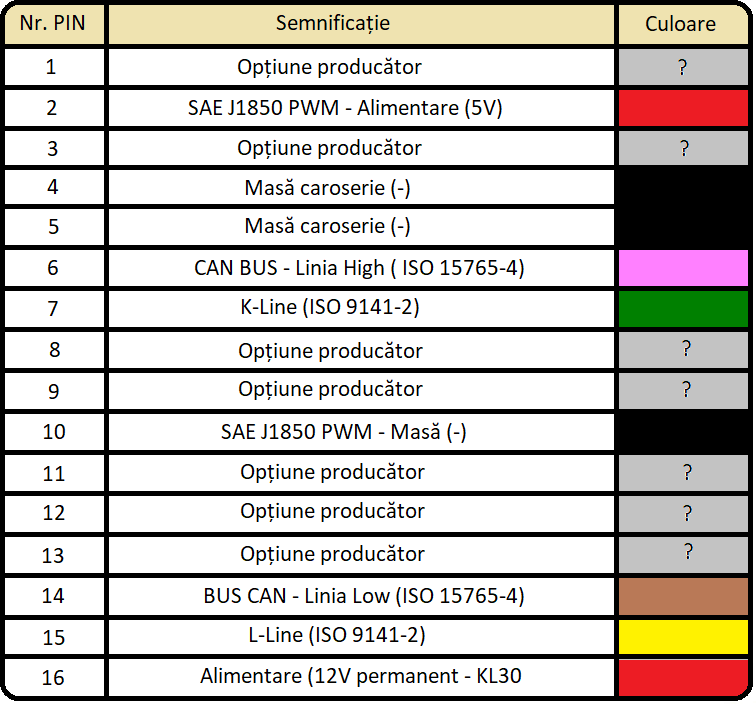 Nr. PIN Semnificație Culoare
1 Opțiune producător ?
2 SAE J1850 PWM - Alimentare (5V)
3 Opțiune producător ?
4 Masă caroserie (-)
5 Masă caroserie (-)
6 CAN BUS - Linia High ( ISO 15765-4)
7 K-Line (ISO 9141-2)
8 Opțiune producător ?
9 Opțiune producător ?
10 SAE J1850 PWM - Masă (-)
11 Opțiune producător ?
12 Opțiune producător ?
13 Opțiune producător ?
14 BUS CAN - Linia Low (ISO 15765-4)
15 L-Line (ISO 9141-2)
16 Alimentare (12V permanent - KL30